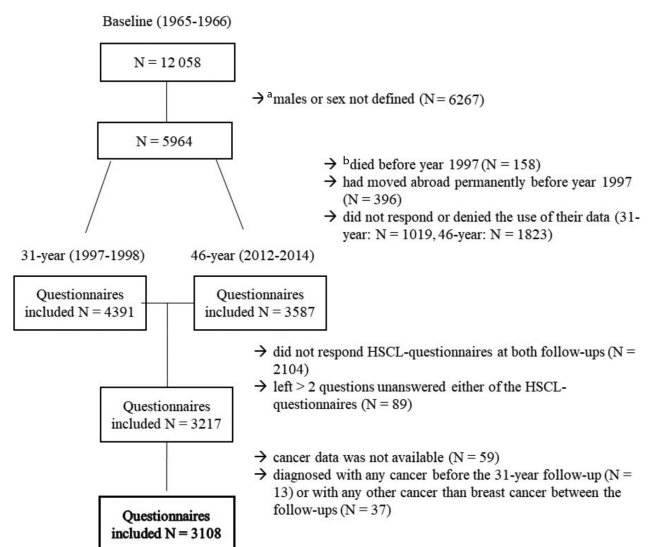 Baseline (1965-1966)
N = 12 058
→ ᵃmales or sex not defined (N= 6267)
N = 5964
→ ᵇdied before year 1997 (N = 158)
→ had moved abroad permanently before year 1997
(N = 396)
→ did not respond or denied the use of their data (31-
year: N = 1019, 46-year: N = 1823)
31-year (1997-1998)
46-year (2012-2014)
Questionnaires
included N = 4391
Questionnaires
included N = 3587
→ did not respond HSCL-questionnaires at both follow-ups (N =
2104)
→ left > 2 questions unanswered either of the HSCL-
questionnaires (N = 89)
Questionnaires
included N = 3217
→ cancer data was not available (N = 59)
→ diagnosed with any cancer before the 31-year follow-up (N =
13) or with any other cancer than breast cancer between the
follow-ups (N = 37)
Questionnaires
included N = 3108